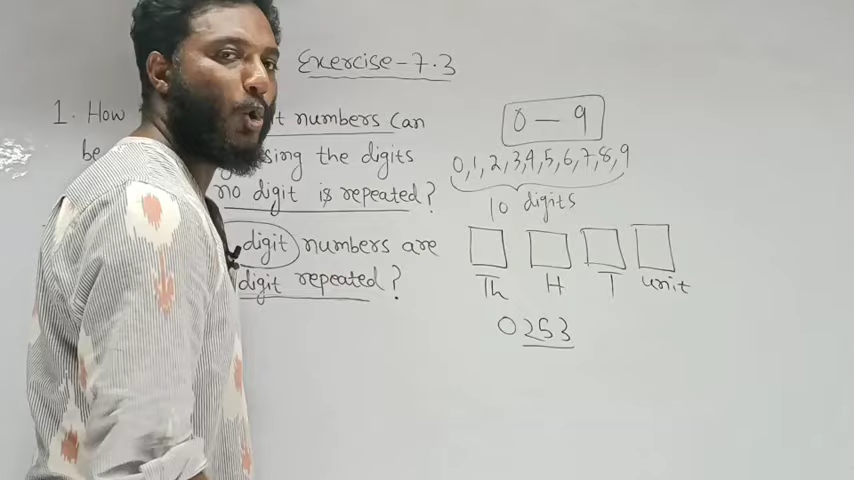 Exercise-7.3
1. How numbers can
be using the digits
no digit is repeated?
digit numbers are
digit repeated?
0 — 9
0,1,2,3,4,5,6,7,8,9
10 digits
Th H T unit
0253